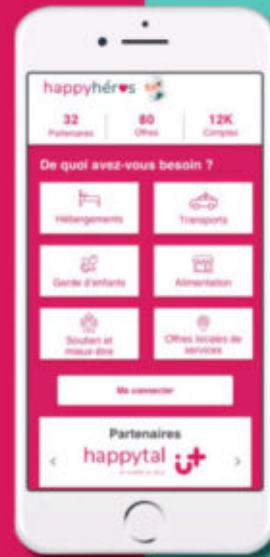 happyhér♥s
32 80 12K
Partenaires Offres Comptes
De quoi avez-vous besoin ?
Hébergements Transports
Garde d'enfants Alimentation
Soutien et Offres locales de
mieux-être services
Me connecter
Partenaires
< happytal u+ >